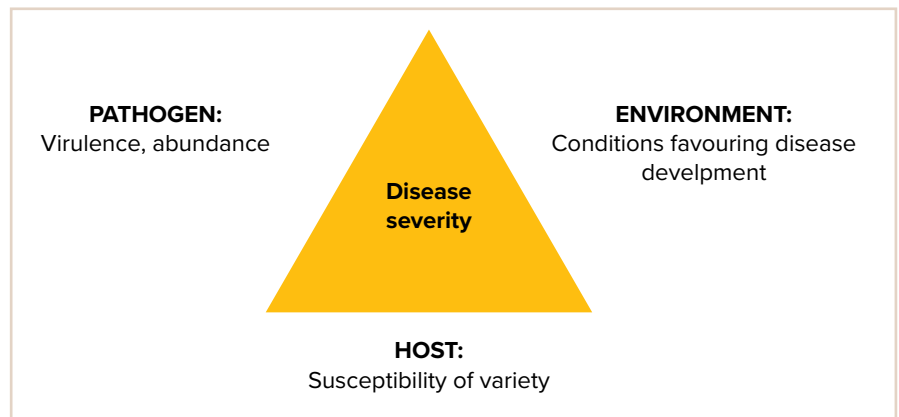 PATHOGEN:
Virulence, abundance
ENVIRONMENT:
Conditions favouring disease
develpment
Disease
severity
HOST:
Susceptibility of variety